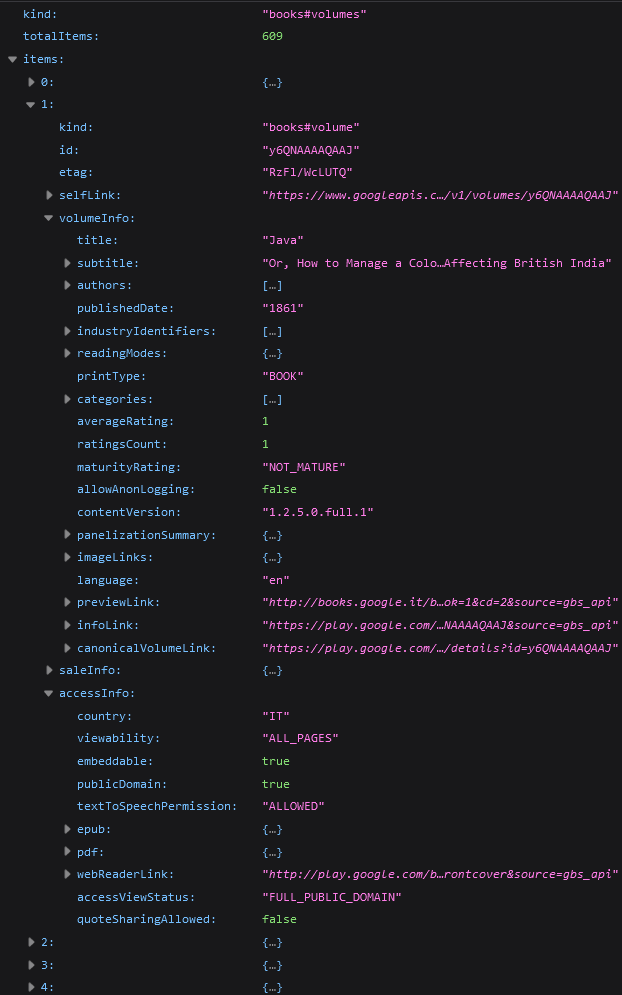 kind: "books#volumes"
totalItems: 609
items:
0: {…}
1:
kind: "books#volume"
id: "y6QNAAAAQAAJ"
etag: "RzFl/WcLUTQ"
selfLink: "https://www.googleapis.c…/v1/volumes/y6QNAAAAQAAJ"
volumeInfo:
title: "Java"
subtitle: "Or, How to Manage a Colo…Affecting British India"
authors: […]
publishedDate: "1861"
industryIdentifiers: […]
readingModes: {…}
printType: "BOOK"
categories: […]
averageRating: 1
ratingsCount: 1
maturityRating: "NOT_MATURE"
allowAnonLogging: false
contentVersion: "1.2.5.0.full.1"
panelizationSummary: {…}
imageLinks: {…}
language: "en"
previewLink: "http://books.google.it/b…ok=1&cd=2&source=gbs_api"
infoLink: "https://play.google.com/…NAAAAQAAJ&source=gbs_api"
canonicalVolumeLink: "https://play.google.com/…/details?id=y6QNAAAAQAAJ"
saleInfo: {…}
accessInfo:
country: "IT"
viewability: "ALL_PAGES"
embeddable: true
publicDomain: true
textToSpeechPermission: "ALLOWED"
epub: {…}
pdf: {…}
webReaderLink: "http://play.google.com/b…rontcover&source=gbs_api"
accessViewStatus: "FULL_PUBLIC_DOMAIN"
quoteSharingAllowed: false
2: {…}
3: {…}
4: {…}